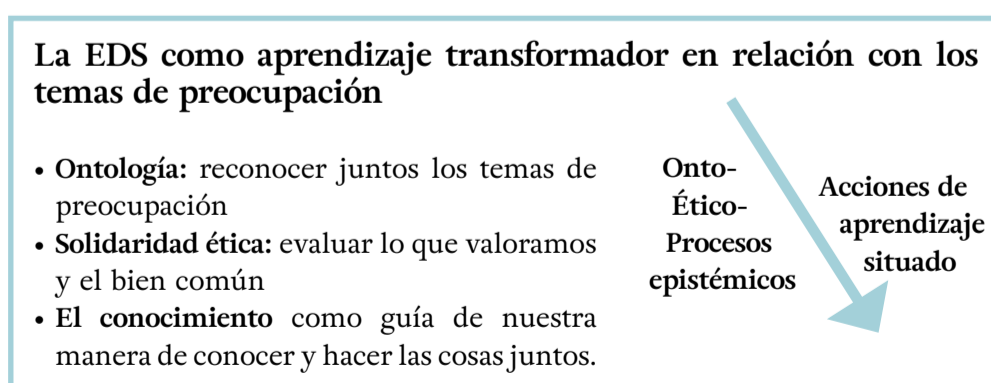 La EDS como aprendizaje transformador en relación con los
temas de preocupación
• Ontología: reconocer juntos los temas de
preocupación
• Solidaridad ética: evaluar lo que valoramos
y el bien común
• El conocimiento como guía de nuestra
manera de conocer y hacer las cosas juntos.
Onto-
Ético-
Procesos
epistémicos
Acciones de
aprendizaje
situado